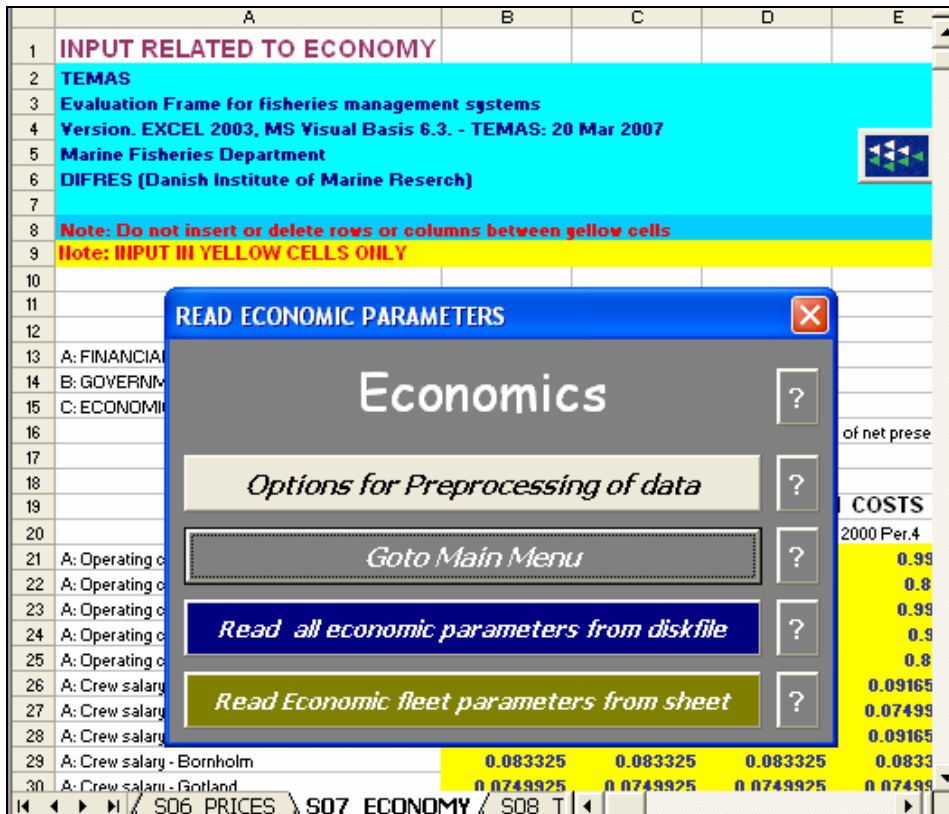 A B C D E
1 INPUT RELATED TO ECONOMY
2 TEMAS
3 Evaluation Frame for fisheries management systems
4 Version. EXCEL 2003, MS Visual Basis 6.3. - TEMAS: 20 Mar 2007
5 Marine Fisheries Department
6 DIFRES (Danish Institute of Marine Reserch)
7
8 Note: Do not insert or delete rows or columns between yellow cells
9 Note: INPUT IN YELLOW CELLS ONLY
10
11
READ ECONOMIC PARAMETERS
12
13 A: FINANCIAL
14 B: GOVERNM
Economics ?
15 C: ECONOMI
16 of net prese
17
18
Options for Preprocessing of data ?
19 COSTS
20 2000 Per.4
21 A: Operating c 0.99
Goto Main Menu ?
22 A: Operating c 0.8
23 A: Operating c 0.99
24 A: Operating c 0.9
Read all economic parameters from diskfile ?
25 A: Operating c 0.8
26 A: Crew salary 0.09165
27 A: Crew salary 0.07499
Read Economic fleet parameters from sheet ?
28 A: Crew salary 0.09165
29 A: Crew salary - Bornholm 0.083325 0.083325 0.083325 0.0833
30 A: Crew salary - Gotland 0.0749925 0.0749925 0.0749925 0.07499
S06_PRICES S07_ECONOMY S08_T